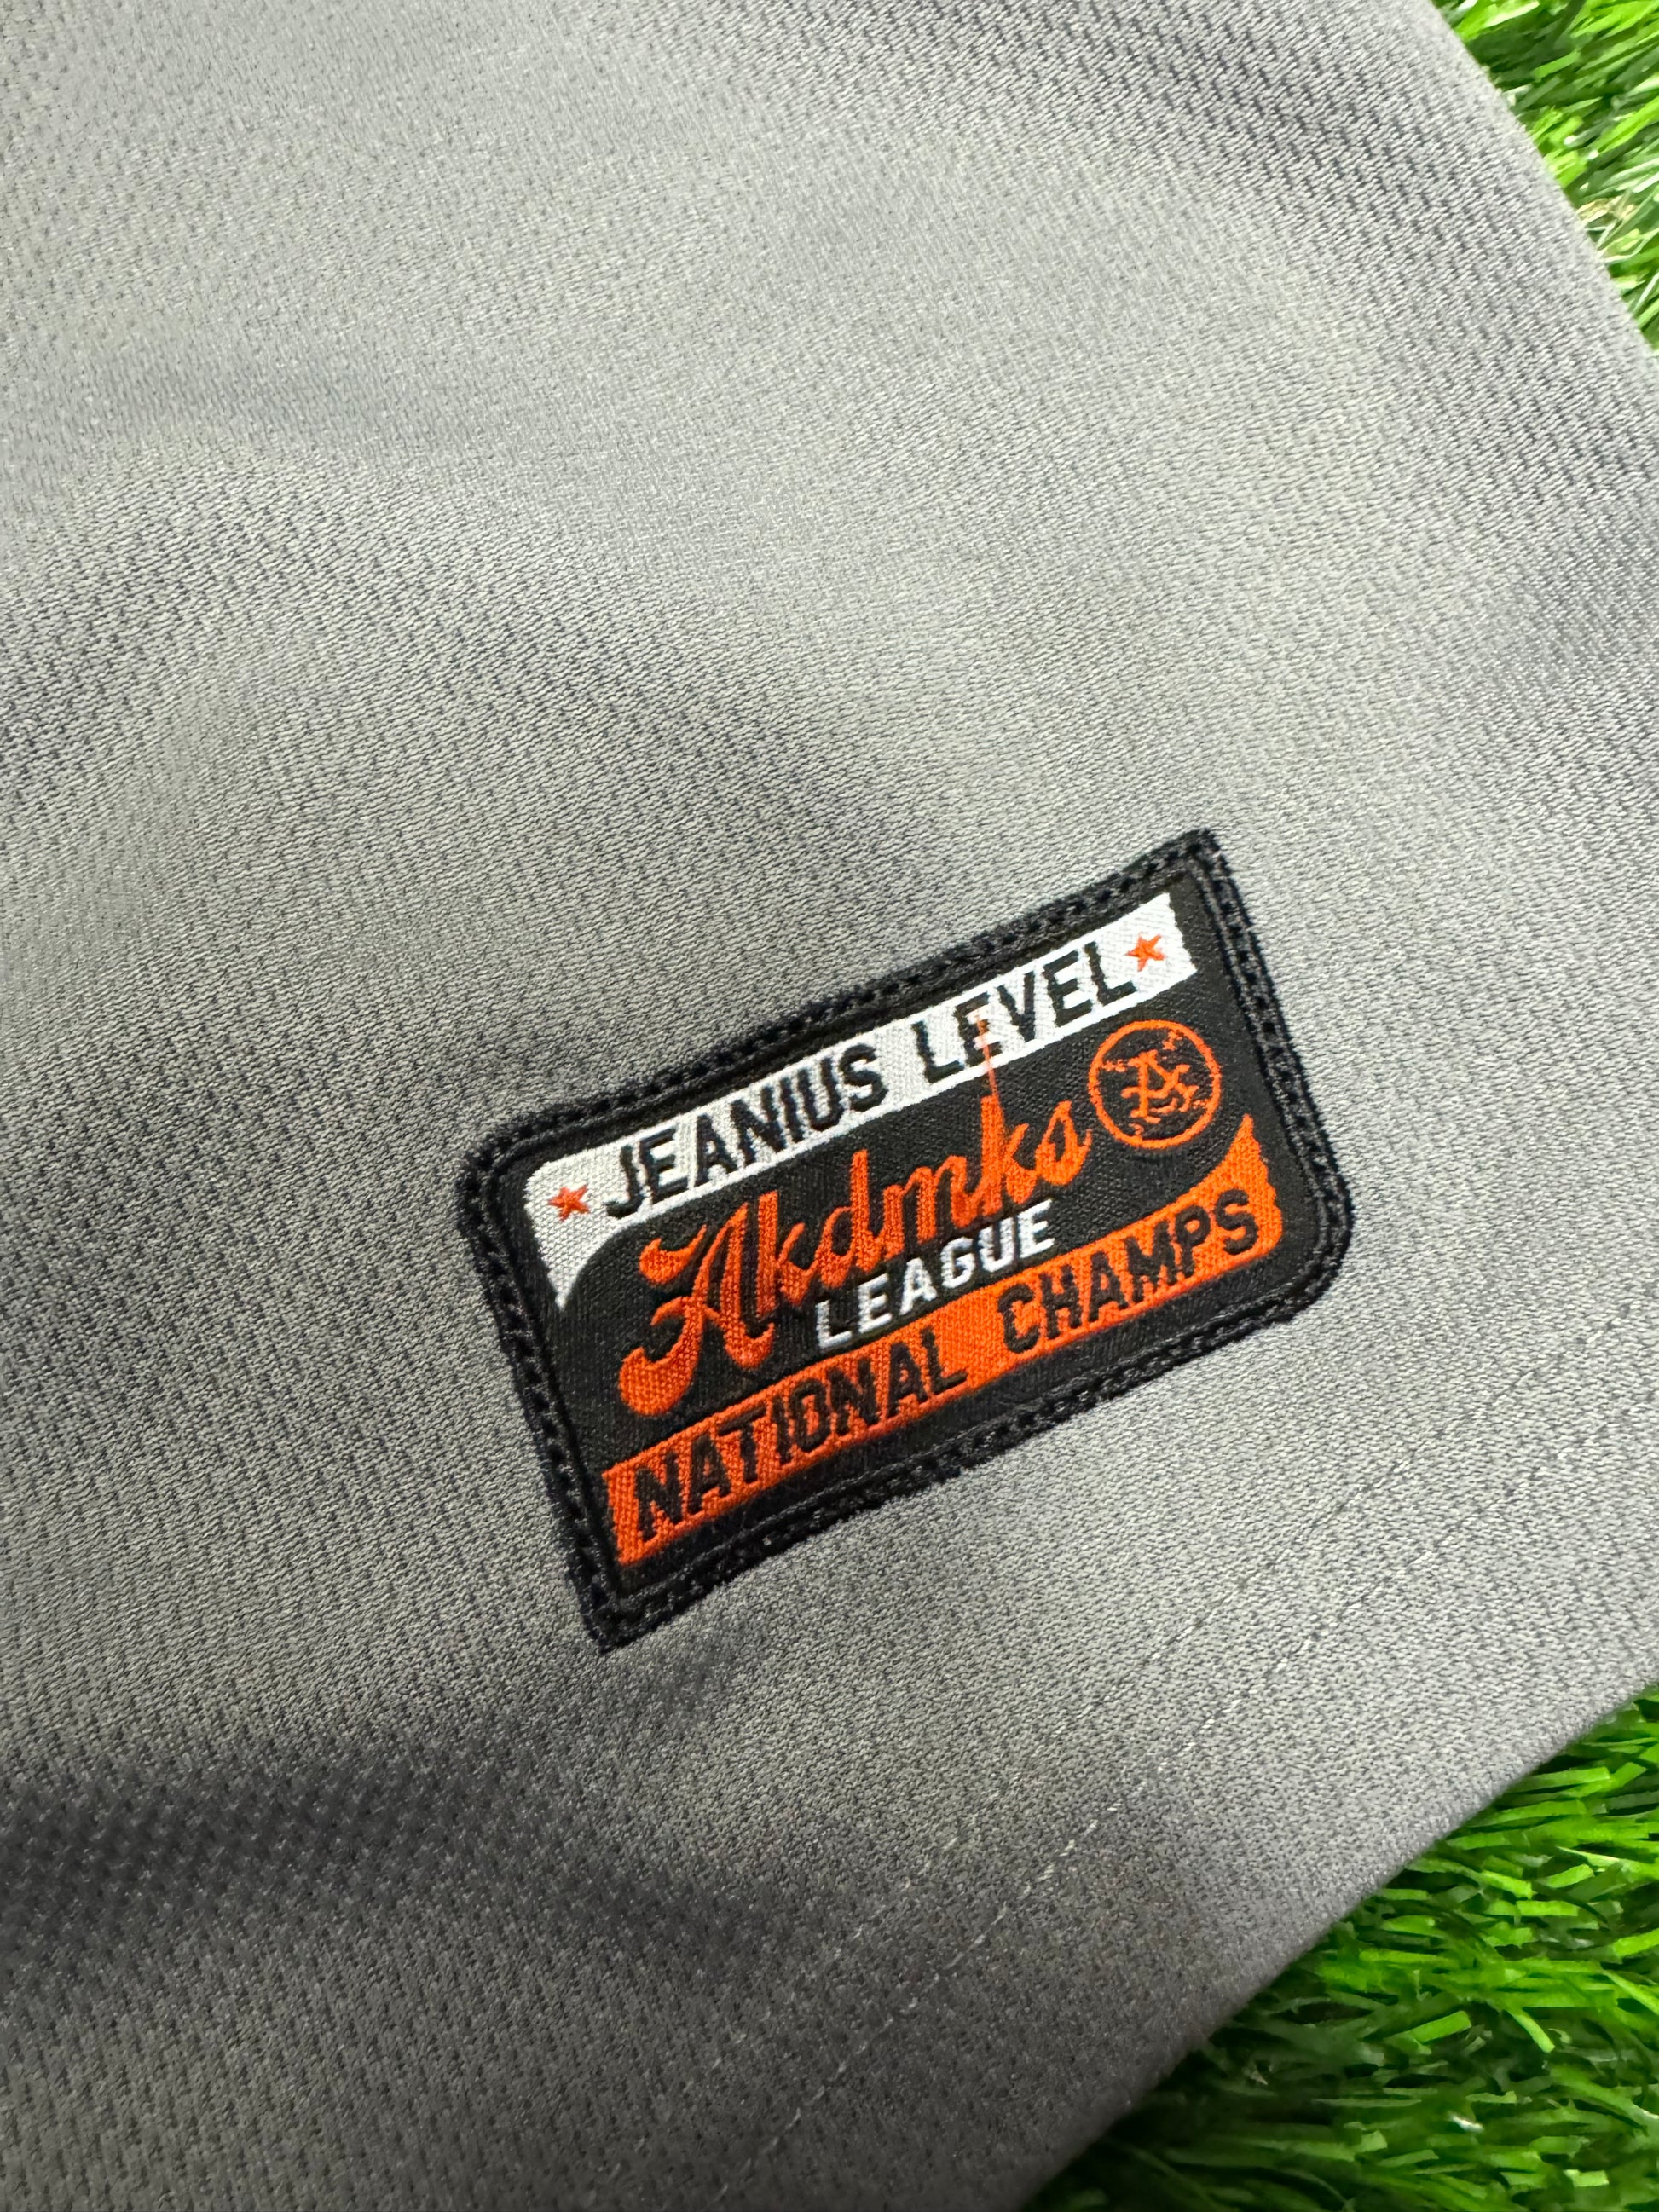 JEANIUS LEVEL
Akdmks
LEAGUE
NATIONAL CHAMPS